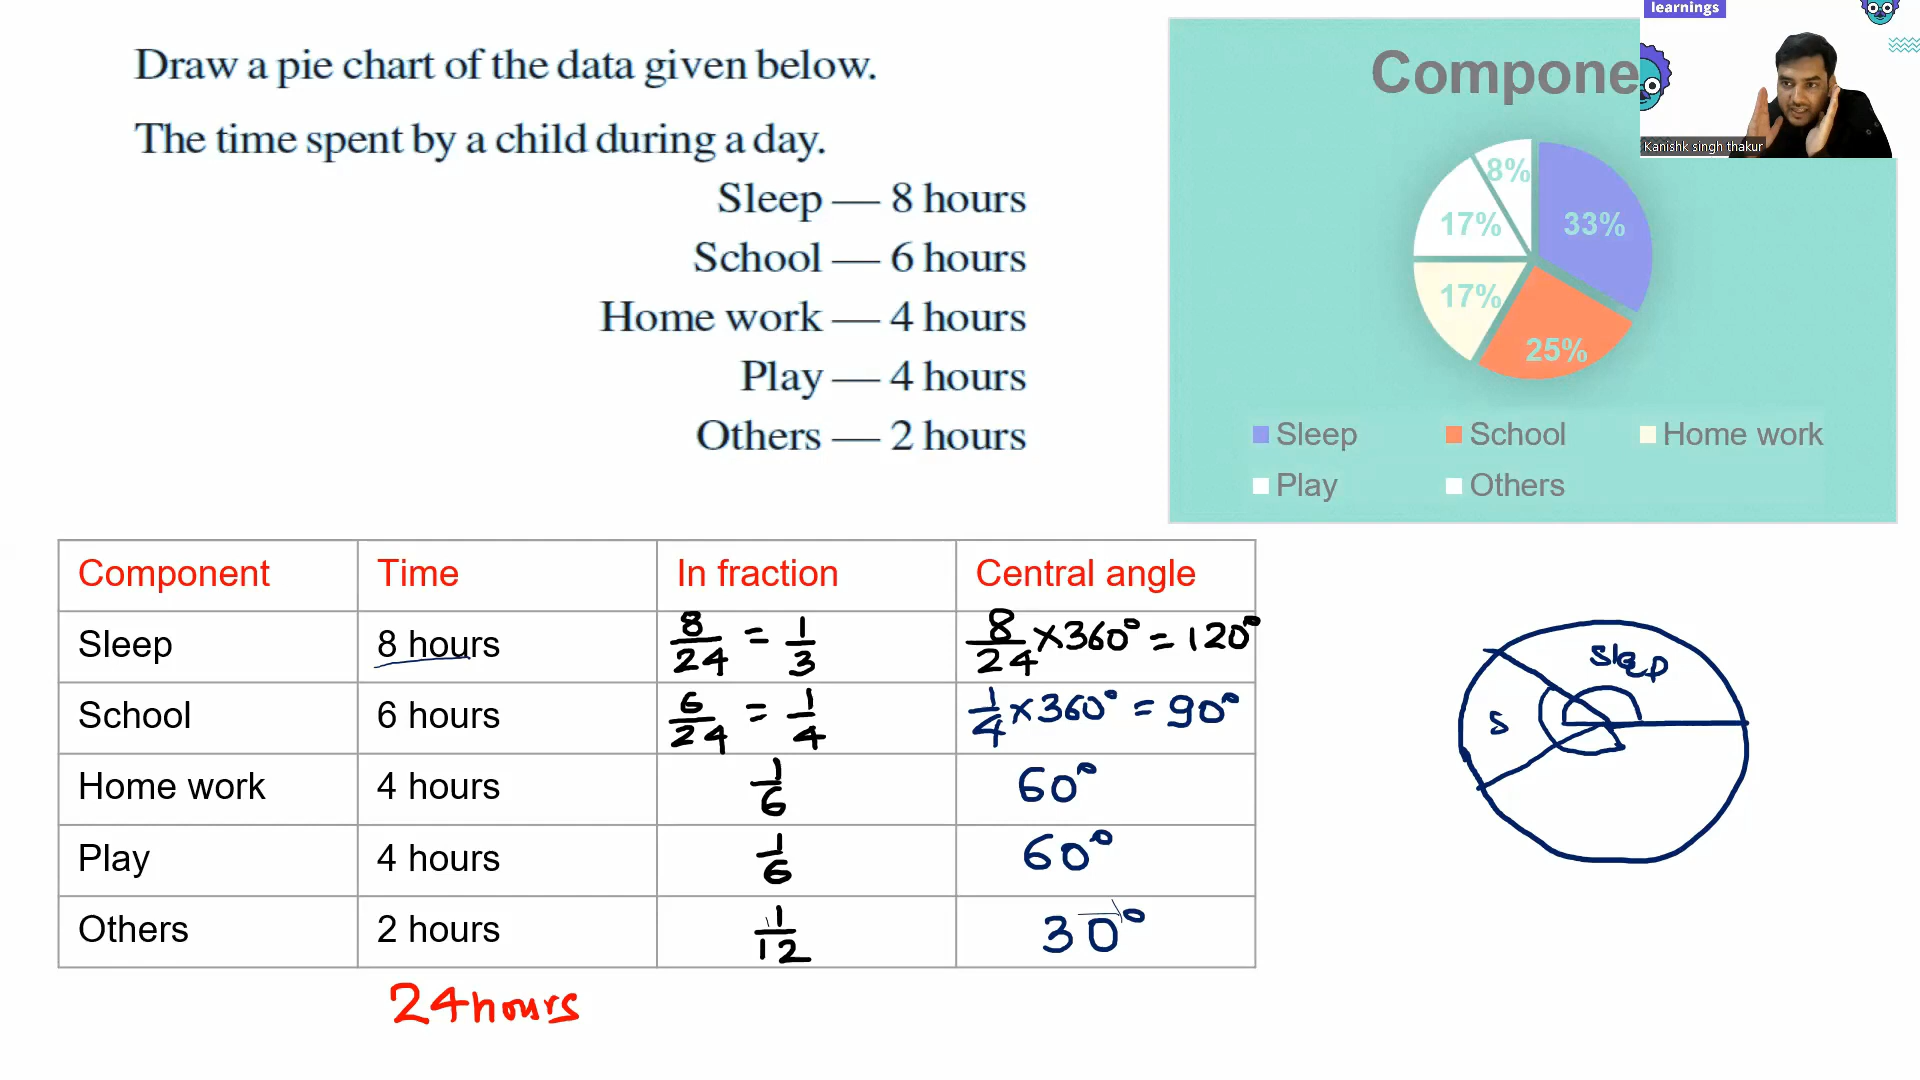 Draw a pie chart of the data given below.
The time spent by a child during a day.
Sleep — 8 hours
School — 6 hours
Home work — 4 hours
Play — 4 hours
Others — 2 hours
learnings
Compone
Kanishk singh thakur
8%
33%
17%
17%
25%
Sleep School Home work
Play Others
Component Time In fraction Central angle
Sleep 8 hours 8/24 = 1/3 8/24 ×360° = 120°
School 6 hours 6/24 = 1/4 1/4 ×360° = 90°
Home work 4 hours 1/6 60°
Play 4 hours 1/6 60°
Others 2 hours 1/12 30°
24 hours
Sleep
S